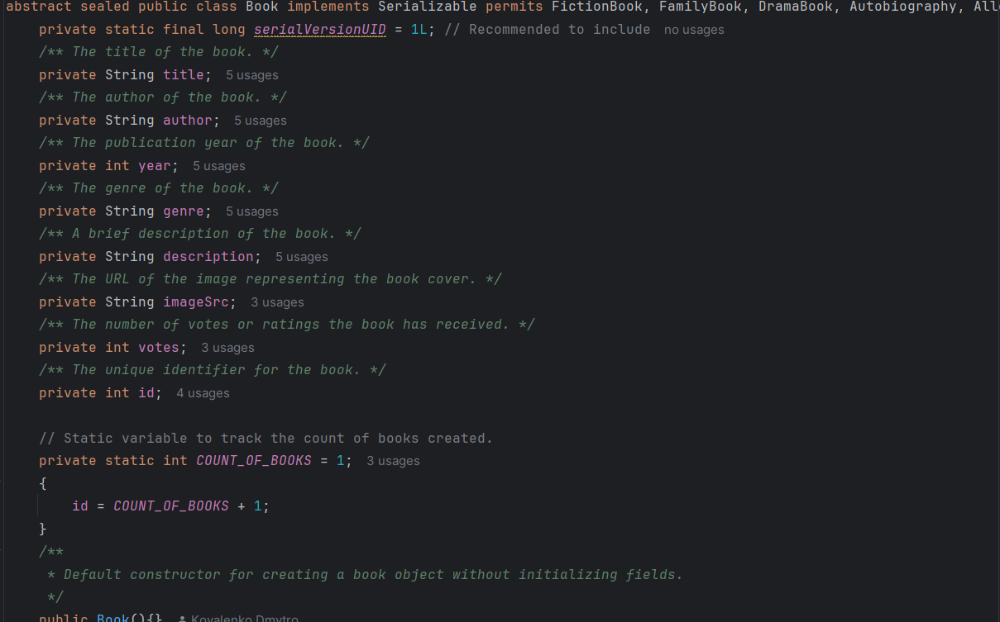 abstract sealed public class Book implements Serializable permits FictionBook, FamilyBook, DramaBook, Autobiography,
private static final long serialVersionUID = 1L; // Recommended to include no usages
/** The title of the book. */
private String title; 5 usages
/** The author of the book. */
private String author; 5 usages
/** The publication year of the book. */
private int year; 5 usages
/** The genre of the book. */
private String genre; 5 usages
/** A brief description of the book. */
private String description; 5 usages
/** The URL of the image representing the book cover. */
private String imageSrc; 3 usages
/** The number of votes or ratings the book has received. */
private int votes; 3 usages
/** The unique identifier for the book. */
private int id; 4 usages
// Static variable to track the count of books created.
private static int COUNT_OF_BOOKS = 1; 3 usages
{
id = COUNT_OF_BOOKS + 1;
}
/**
* Default constructor for creating a book object without initializing fields.
*/
public Book(){} Kovalenko Dmytro